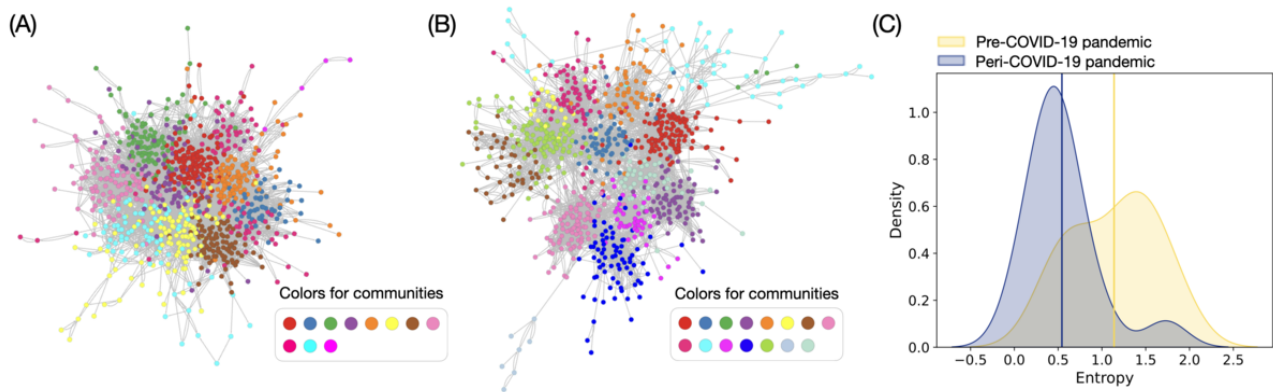 (A)
Colors for communities
(B)
Colors for communities
(C)
Pre-COVID-19 pandemic
Peri-COVID-19 pandemic
Density
1.0
0.8
0.6
0.4
0.2
0.0
−0.5 0.0 0.5 1.0 1.5 2.0 2.5
Entropy